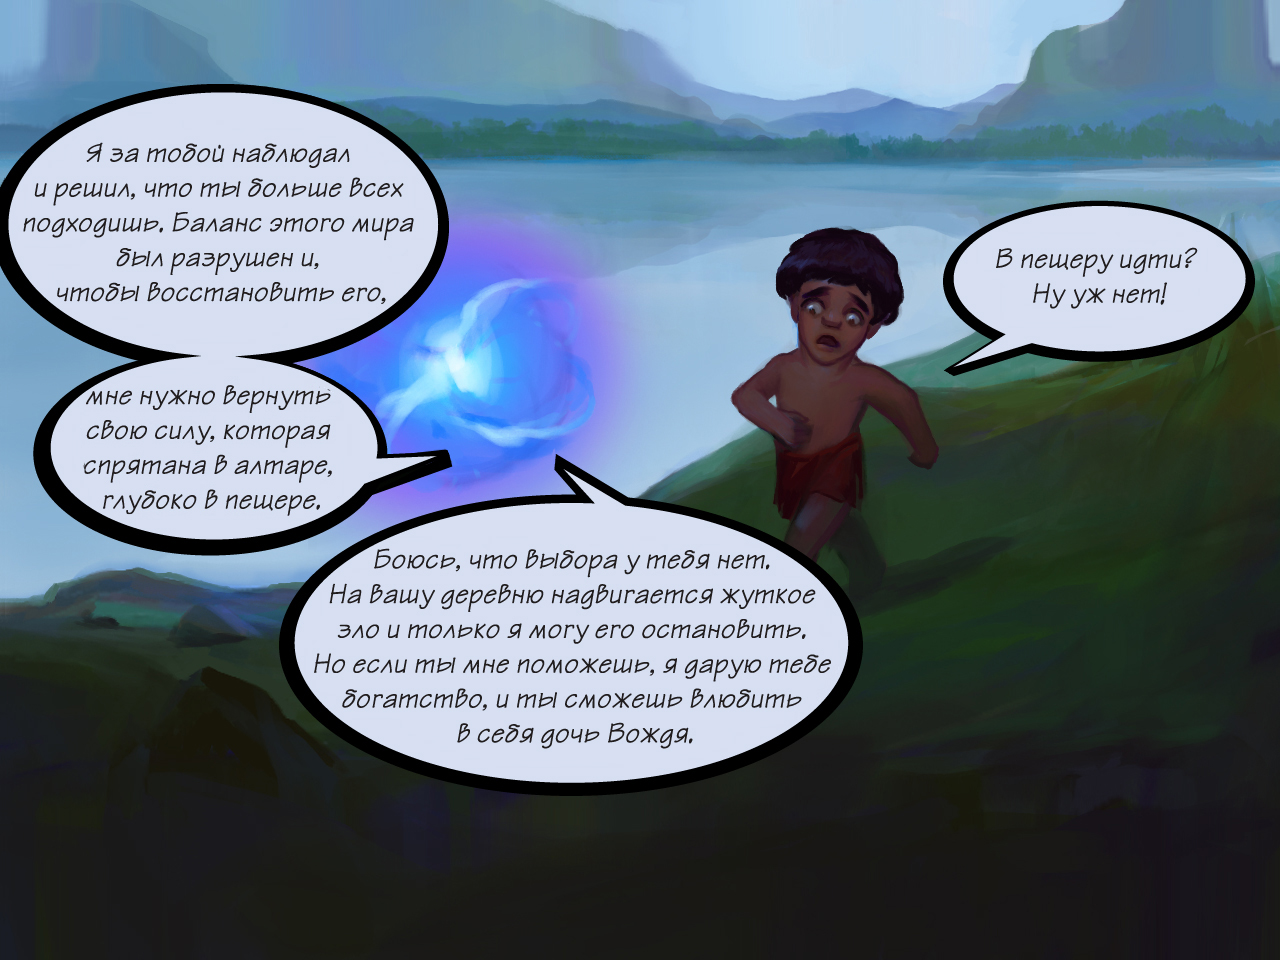 Я за тобой наблюдал
и решил, что ты больше всех
подходишь. Баланс этого мира
был разрушен и,
чтобы восстановить его,
мне нужно вернуть
свою силу, которая
спрятана в алтаре,
глубоко в пещере.
В пещеру идти?
Ну уж нет!
Боюсь, что выбора у тебя нет.
На вашу деревню надвигается жуткое
зло и только я могу его остановить.
Но если ты мне поможешь, я дарую тебе
богатство, и ты сможешь влюбить
в себя дочь Вождя.